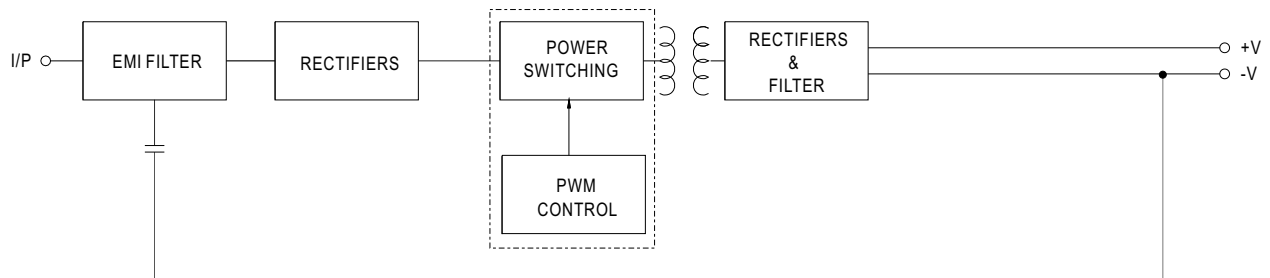 I/P
EMI FILTER
RECTIFIERS
POWER
SWITCHING
RECTIFIERS
&
FILTER
+V
-V
PWM
CONTROL